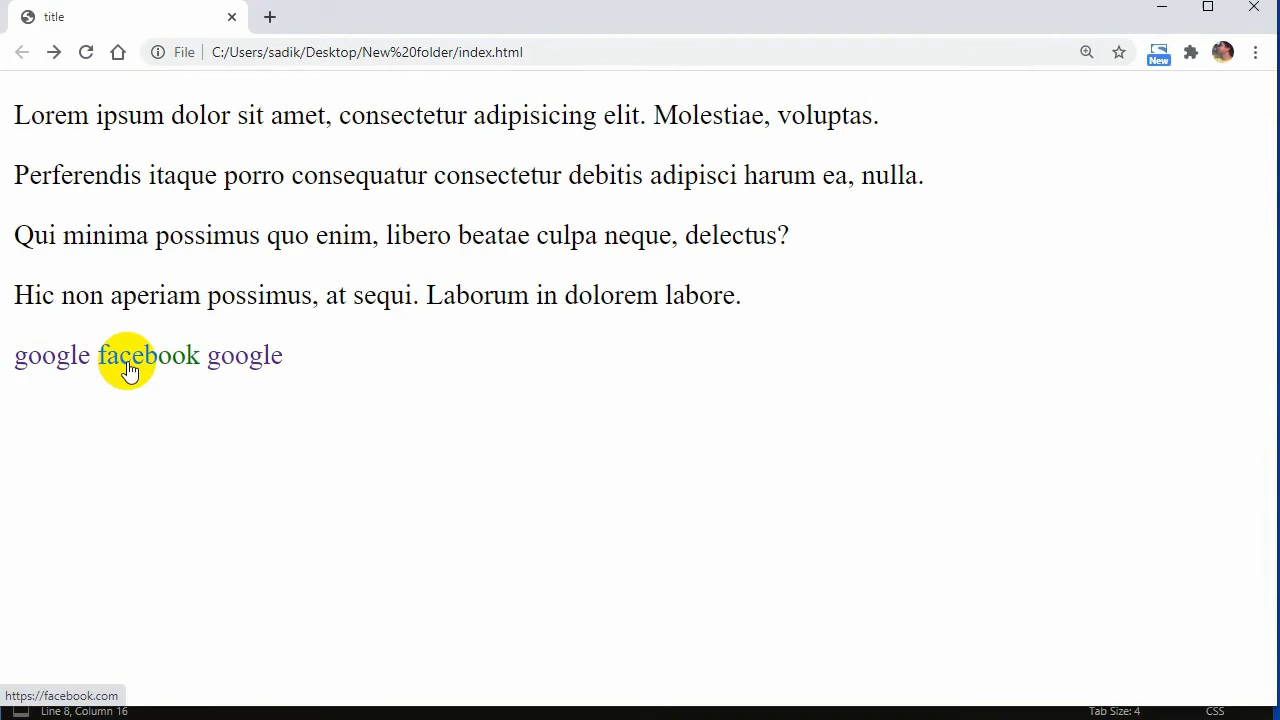 title
File C:/Users/sadik/Desktop/New%20folder/index.html
New
Lorem ipsum dolor sit amet, consectetur adipisicing elit. Molestiae, voluptas.
Perferendis itaque porro consequatur consectetur debitis adipisci harum ea, nulla.
Qui minima possimus quo enim, libero beatae culpa neque, delectus?
Hic non aperiam possimus, at sequi. Laborum in dolorem labore.
google facebook google
https://facebook.com
Line 8, Column 16 Tab Size: 4 CSS